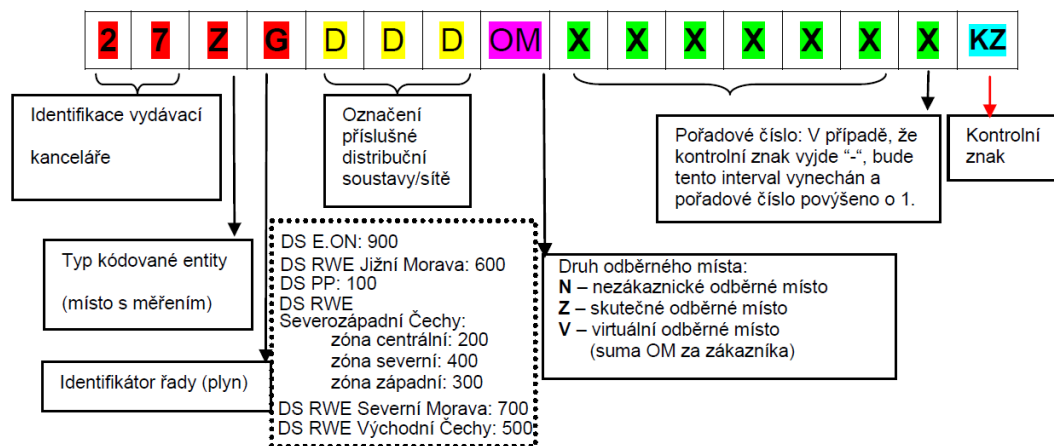 2 7 Z G D D D OM X X X X X X X X KZ
Identifikace vydávací
kanceláře
Označení
příslušné
distribuční
soustavy/sítě
Pořadové číslo: V případě, že
kontrolní znak vyjde “-“, bude
tento interval vynechán a
pořadové číslo povýšeno o 1.
Kontrolní
znak
Typ kódované entity
(místo s měřením)
DS E.ON: 900
DS RWE Jižní Morava: 600
DS PP: 100
DS RWE
Severozápadní Čechy:
zóna centrální: 200
zóna severní: 400
zóna západní: 300
DS RWE Severní Morava: 700
DS RWE Východní Čechy: 500
Druh odběrného místa:
N – nezákaznické odběrné místo
Z – skutečné odběrné místo
V – virtuální odběrné místo
(suma OM za zákazníka)
Identifikátor řady (plyn)